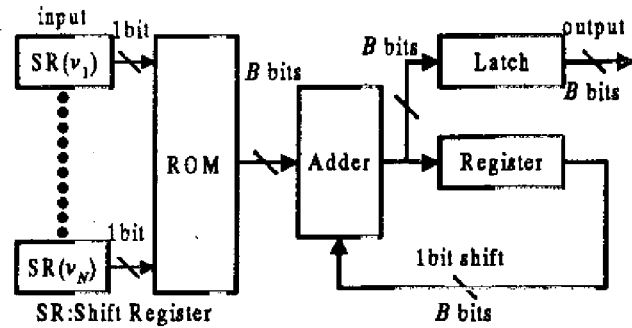 input
1bit
output
SR(v₁)
B bits
Latch
B bits
B bits
ROM
Adder
Register
1bit
SR(v_N)
1bit shift
B bits
SR:Shift Register